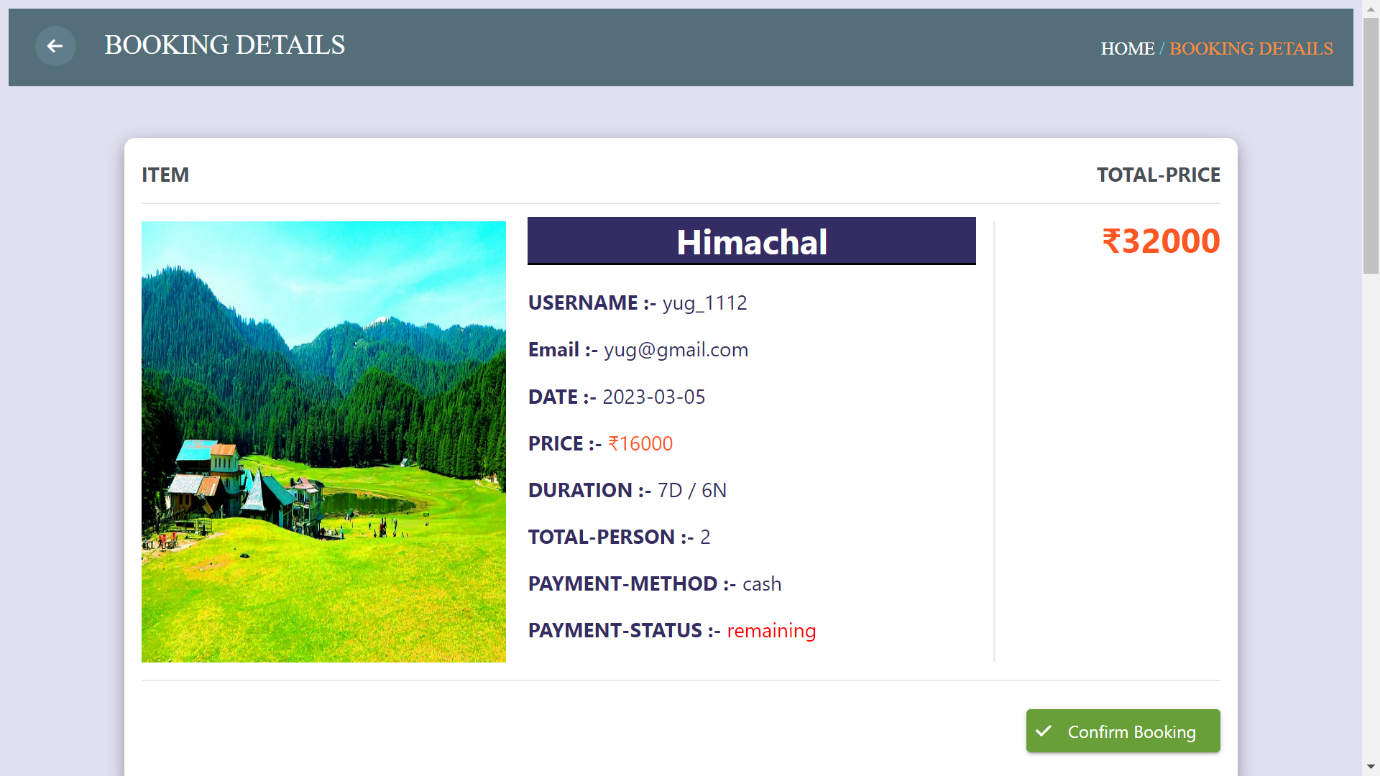 BOOKING DETAILS
HOME / BOOKING DETAILS
ITEM
TOTAL-PRICE
Himachal
₹32000
USERNAME :- yug_1112
Email :- yug@gmail.com
DATE :- 2023-03-05
PRICE :- ₹16000
DURATION :- 7D / 6N
TOTAL-PERSON :- 2
PAYMENT-METHOD :- cash
PAYMENT-STATUS :- remaining
Confirm Booking